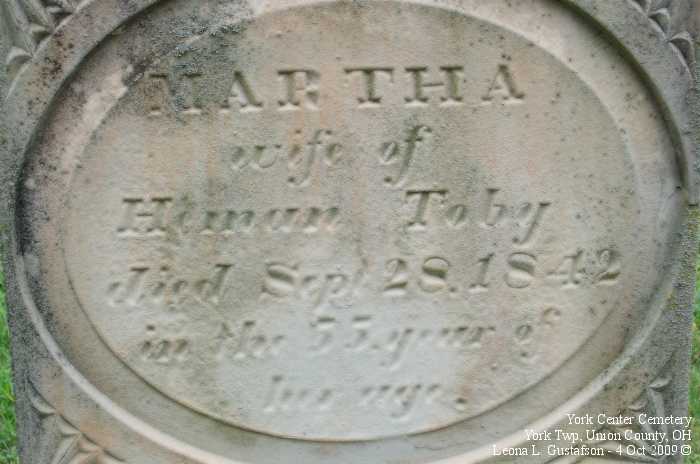 MARTHA
wife of
Toby
died Sept 28. 1842
in the 55. year of
her age.
York Center Cemetery
York Twp, Union County, OH
Leona L. Gustafson - 4 Oct 2009 ©